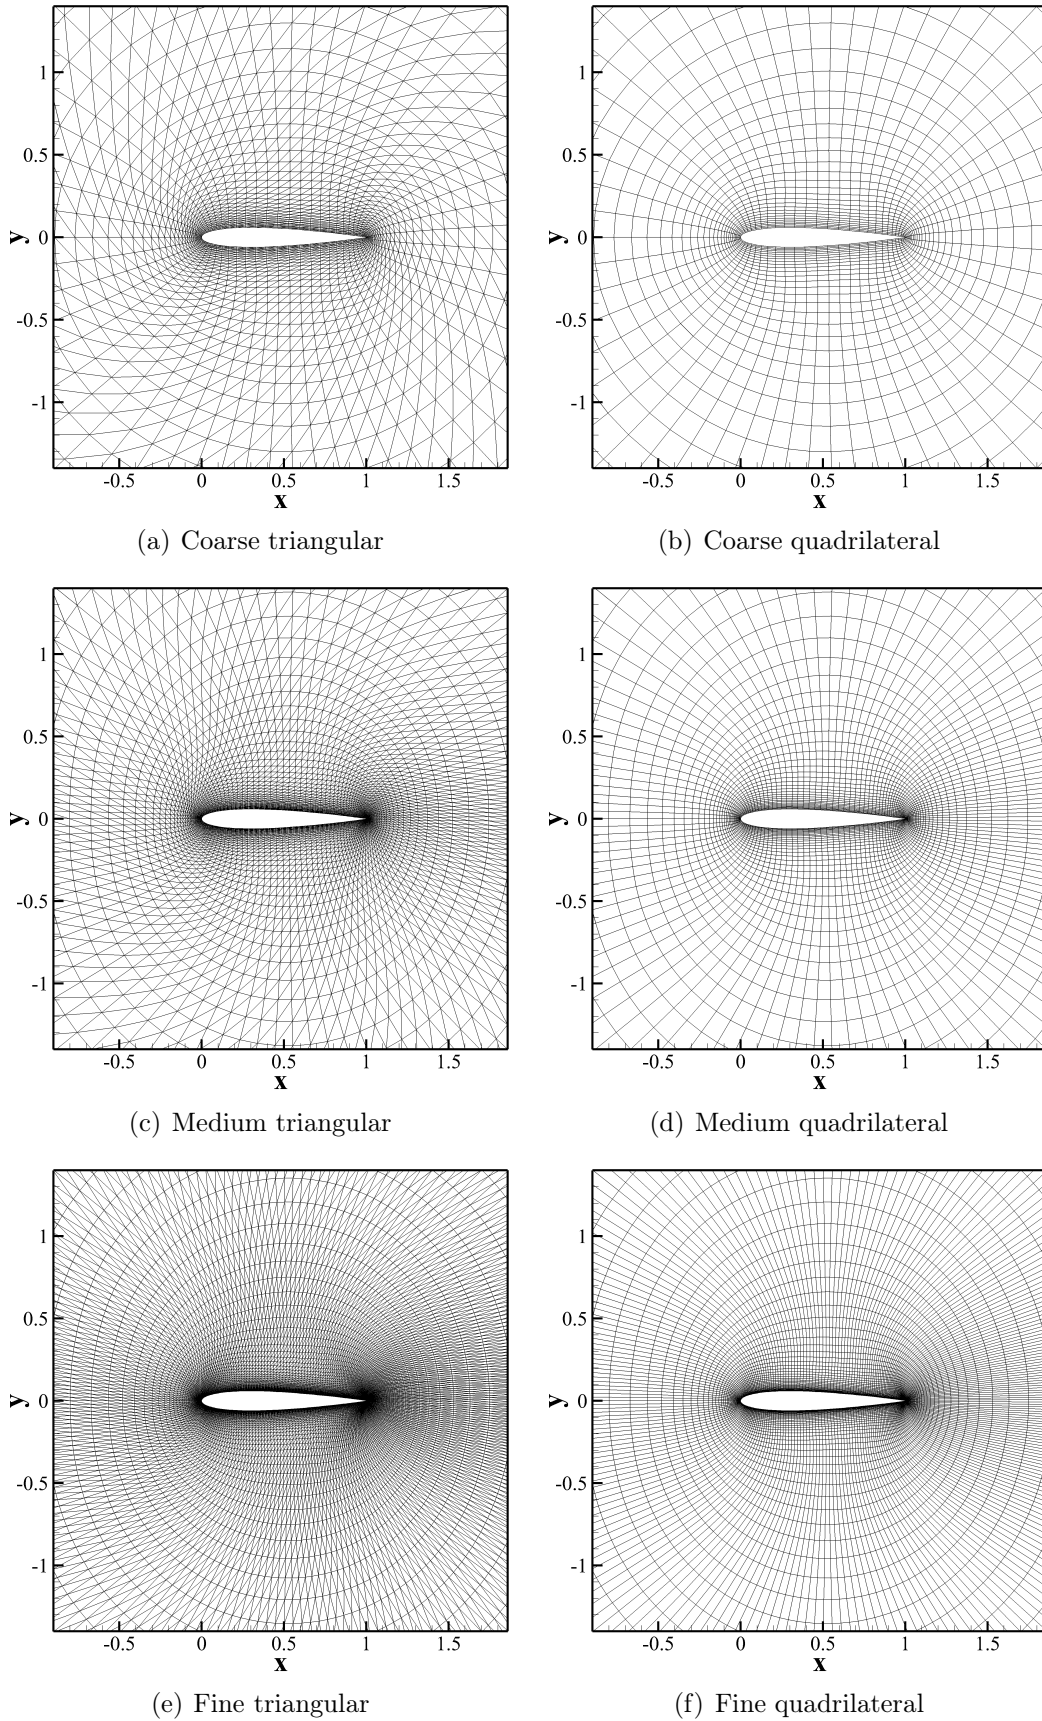 1 1
0.5 0.5
y 0 y 0
-0.5 -0.5
-1 -1
-0.5 0 0.5 1 1.5 -0.5 0 0.5 1 1.5
x x
(a) Coarse triangular (b) Coarse quadrilateral
1 1
0.5 0.5
y 0 y 0
-0.5 -0.5
-1 -1
-0.5 0 0.5 1 1.5 -0.5 0 0.5 1 1.5
x x
(c) Medium triangular (d) Medium quadrilateral
1 1
0.5 0.5
y 0 y 0
-0.5 -0.5
-1 -1
-0.5 0 0.5 1 1.5 -0.5 0 0.5 1 1.5
x x
(e) Fine triangular (f) Fine quadrilateral